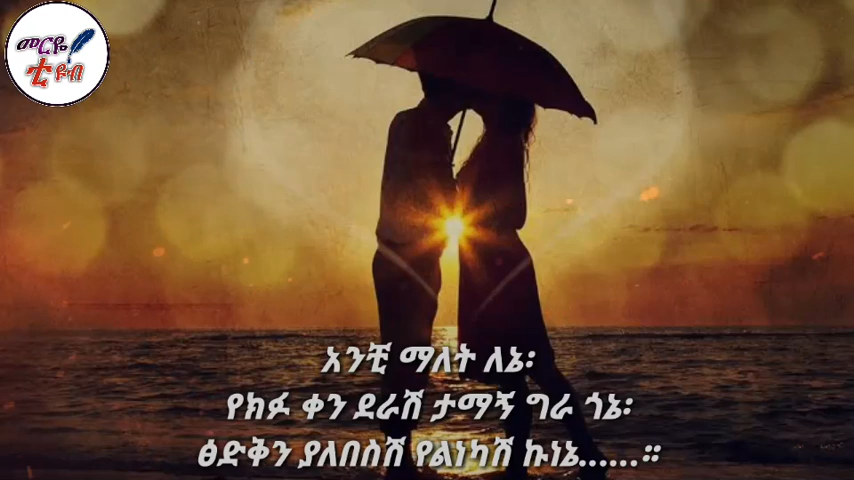 መርዬ
ቲዩብ
አንቺ ማለት ለኔ፡
የክፉ ቀን ደራሽ ታማኝ ግራ ጎኔ፡
ፅድቅን ያለበስሽ የልነካሽ ኩነኔ......።